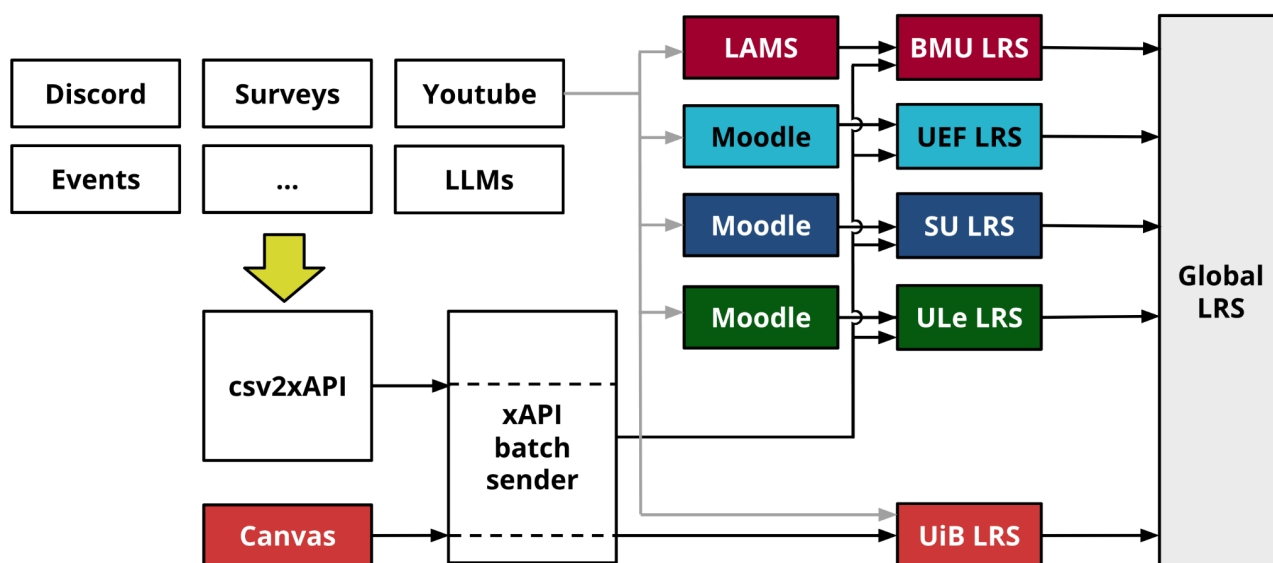 LAMS
BMU LRS
Discord
Surveys
Youtube
Moodle
UEF LRS
Events
...
LLMs
Moodle
SU LRS
Global
LRS
Moodle
ULe LRS
csv2xAPI
xAPI
batch
sender
Canvas
UiB LRS